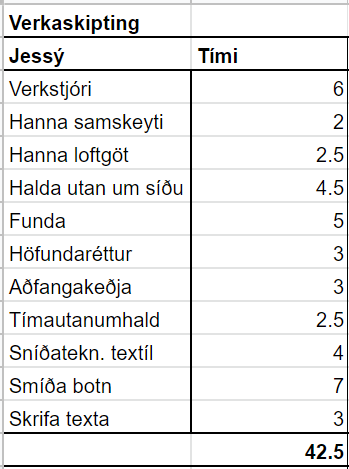 Verkaskipting
Jessý Tími
Verkstjóri 6
Hanna samskeyti 2
Hanna loftgöt 2.5
Halda utan um síðu 4.5
Funda 5
Höfundaréttur 3
Aðfangakeðja 3
Tímautanumhald 2.5
Sníðatekn. textíl 4
Smíða botn 7
Skrifa texta 3
42.5